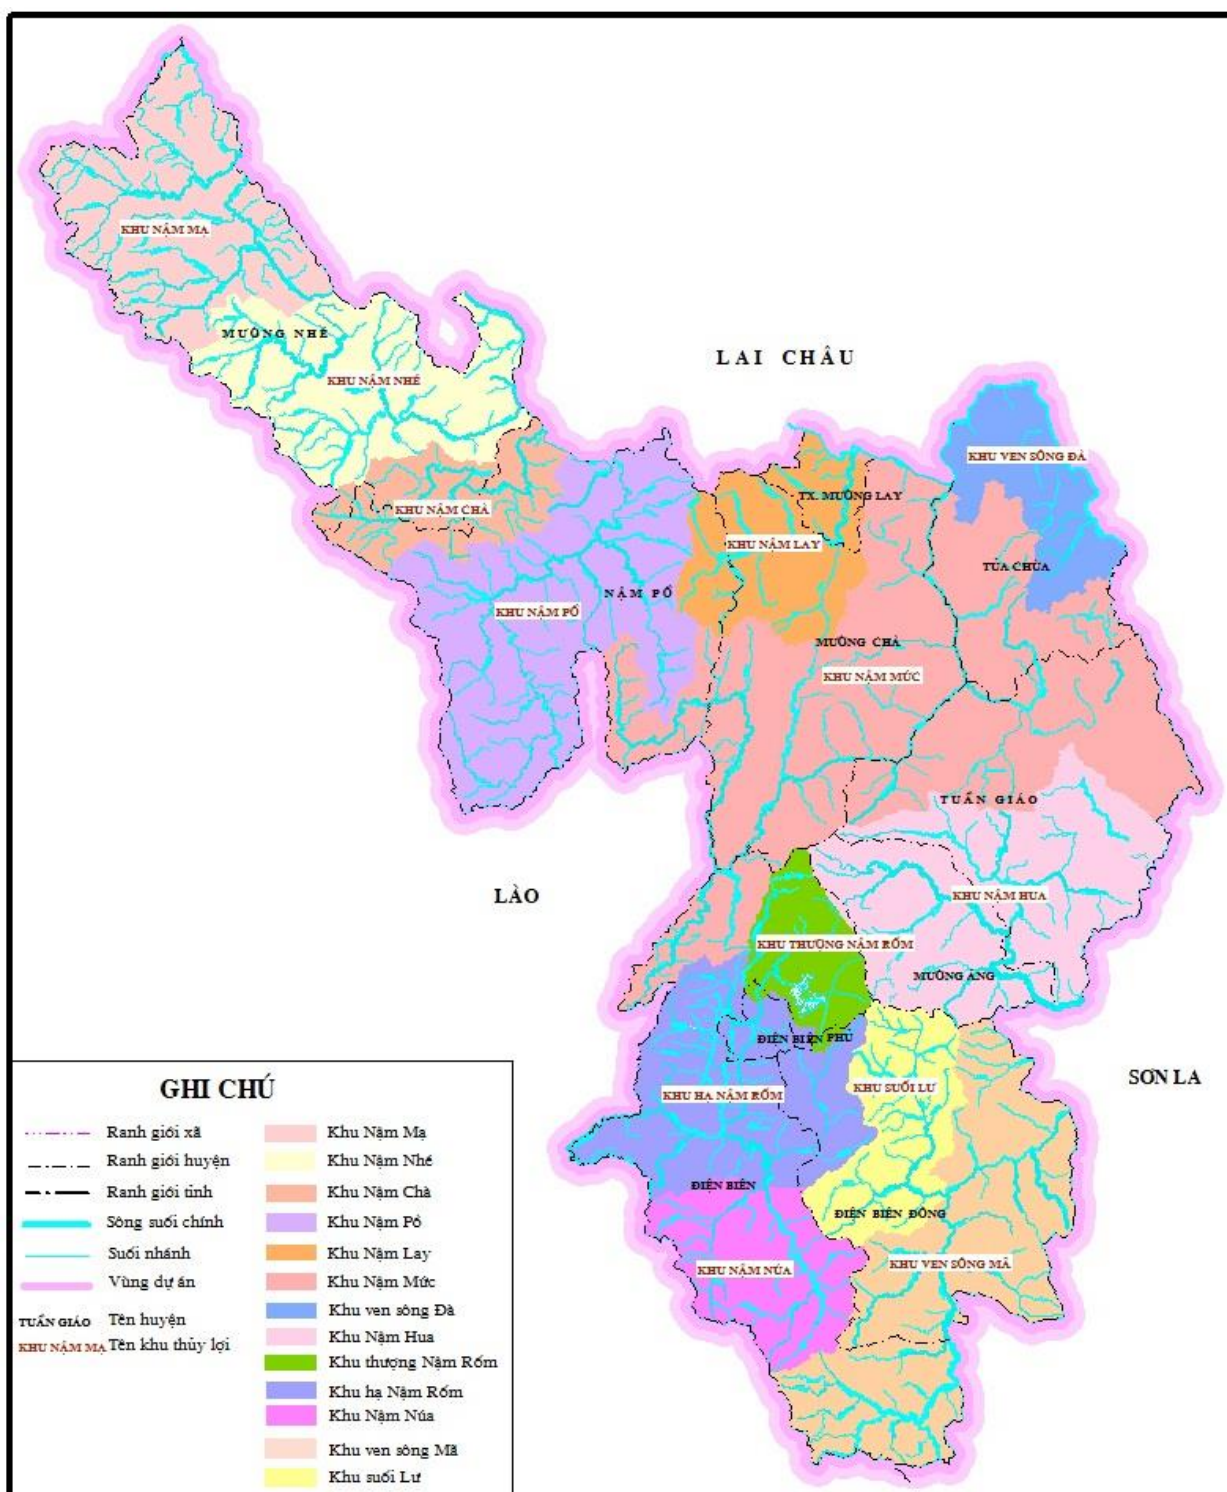 KHU NẬM MẠ
MƯỜNG NHÉ
KHU NẬM NHÉ
LAI CHÂU
KHU VEN SÔNG ĐÀ
TX. MƯỜNG LAY
KHU NẬM CHÀ
KHU NẬM LAY
TỦA CHÙA
NẬM PỒ
KHU NẬM PỒ
MƯỜNG CHÀ
KHU NẬM MỨC
TUẦN GIÁO
LÀO
KHU NẬM HUA
KHU THƯỢNG NẬM RỐM
MƯỜNG ẢNG
ĐIỆN BIÊN PHỦ
SƠN LA
KHU SUỐI LƯ
KHU HẠ NẬM RỐM
ĐIỆN BIÊN
ĐIỆN BIÊN ĐÔNG
KHU VEN SÔNG MÃ
KHU NẬM NÚA
GHI CHÚ
Ranh giới xã
Ranh giới huyện
Ranh giới tỉnh
Sông suối chính
Suối nhánh
Vùng dự án
TUẦN GIÁO Tên huyện
KHU NẬM MẠ Tên khu thủy lợi
Khu Nậm Mạ
Khu Nậm Nhé
Khu Nậm Chà
Khu Nậm Pồ
Khu Nậm Lay
Khu Nậm Mức
Khu ven sông Đà
Khu Nậm Hua
Khu thượng Nậm Rốm
Khu hạ Nậm Rốm
Khu Nậm Núa
Khu ven sông Mã
Khu suối Lư